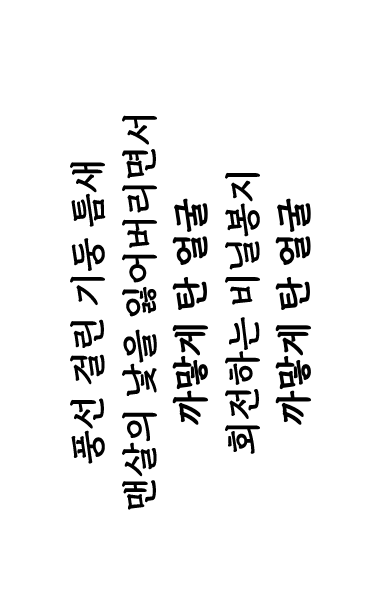 풍선 걸린 기둥 틈새
맨살의 낯을 잃어버리면서
까맣게 탄 얼굴
회전하는 비닐봉지
까맣게 탄 얼굴